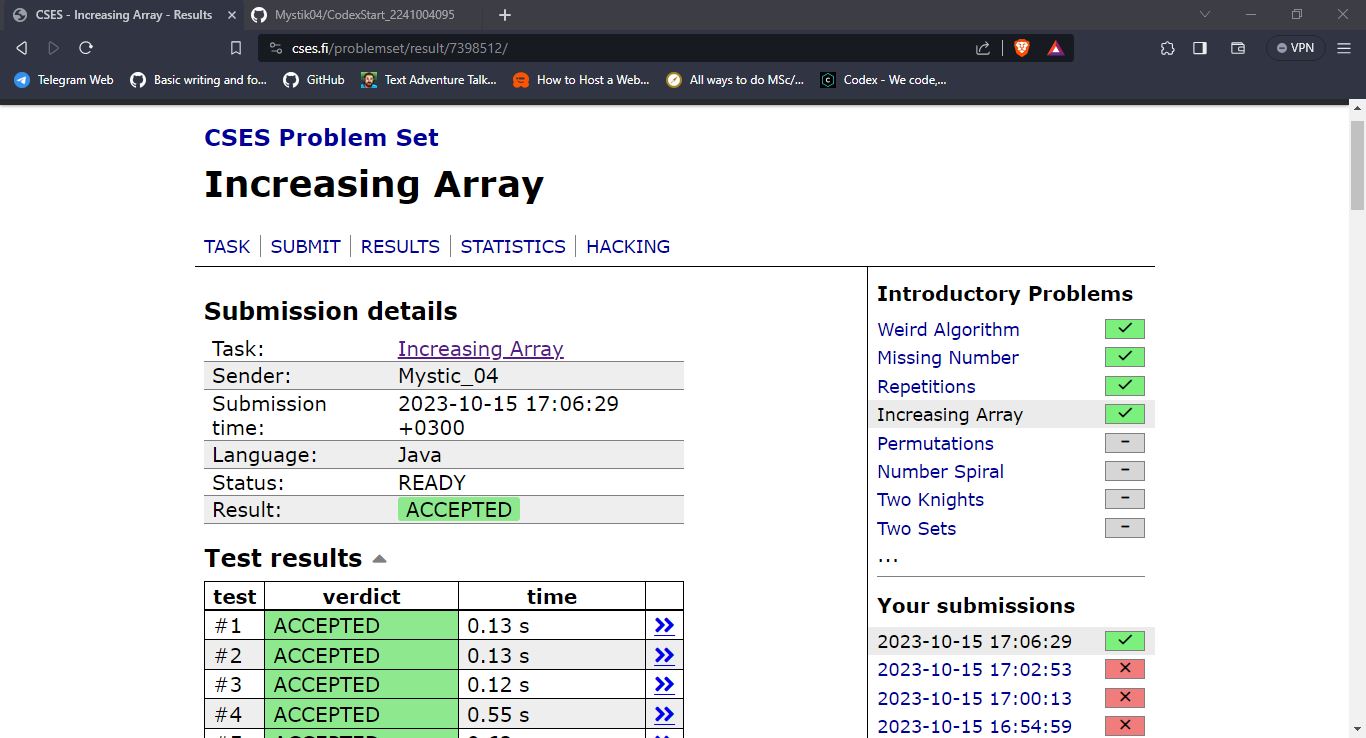 CSES - Increasing Array - Results
Mystik04/CodexStart_2241004095
cses.fi/problemset/result/7398512/
VPN
Telegram Web
Basic writing and fo...
GitHub
Text Adventure Talk...
How to Host a Web...
All ways to do MSc/...
Codex - We code,...
CSES Problem Set
Increasing Array
TASK | SUBMIT | RESULTS | STATISTICS | HACKING
Submission details
Task: Increasing Array
Sender: Mystic_04
Submission time: 2023-10-15 17:06:29 +0300
Language: Java
Status: READY
Result: ACCEPTED
Test results
test verdict time
#1 ACCEPTED 0.13 s
#2 ACCEPTED 0.13 s
#3 ACCEPTED 0.12 s
#4 ACCEPTED 0.55 s
Introductory Problems
Weird Algorithm
Missing Number
Repetitions
Increasing Array
Permutations –
Number Spiral –
Two Knights –
Two Sets –
...
Your submissions
2023-10-15 17:06:29
2023-10-15 17:02:53
2023-10-15 17:00:13
2023-10-15 16:54:59